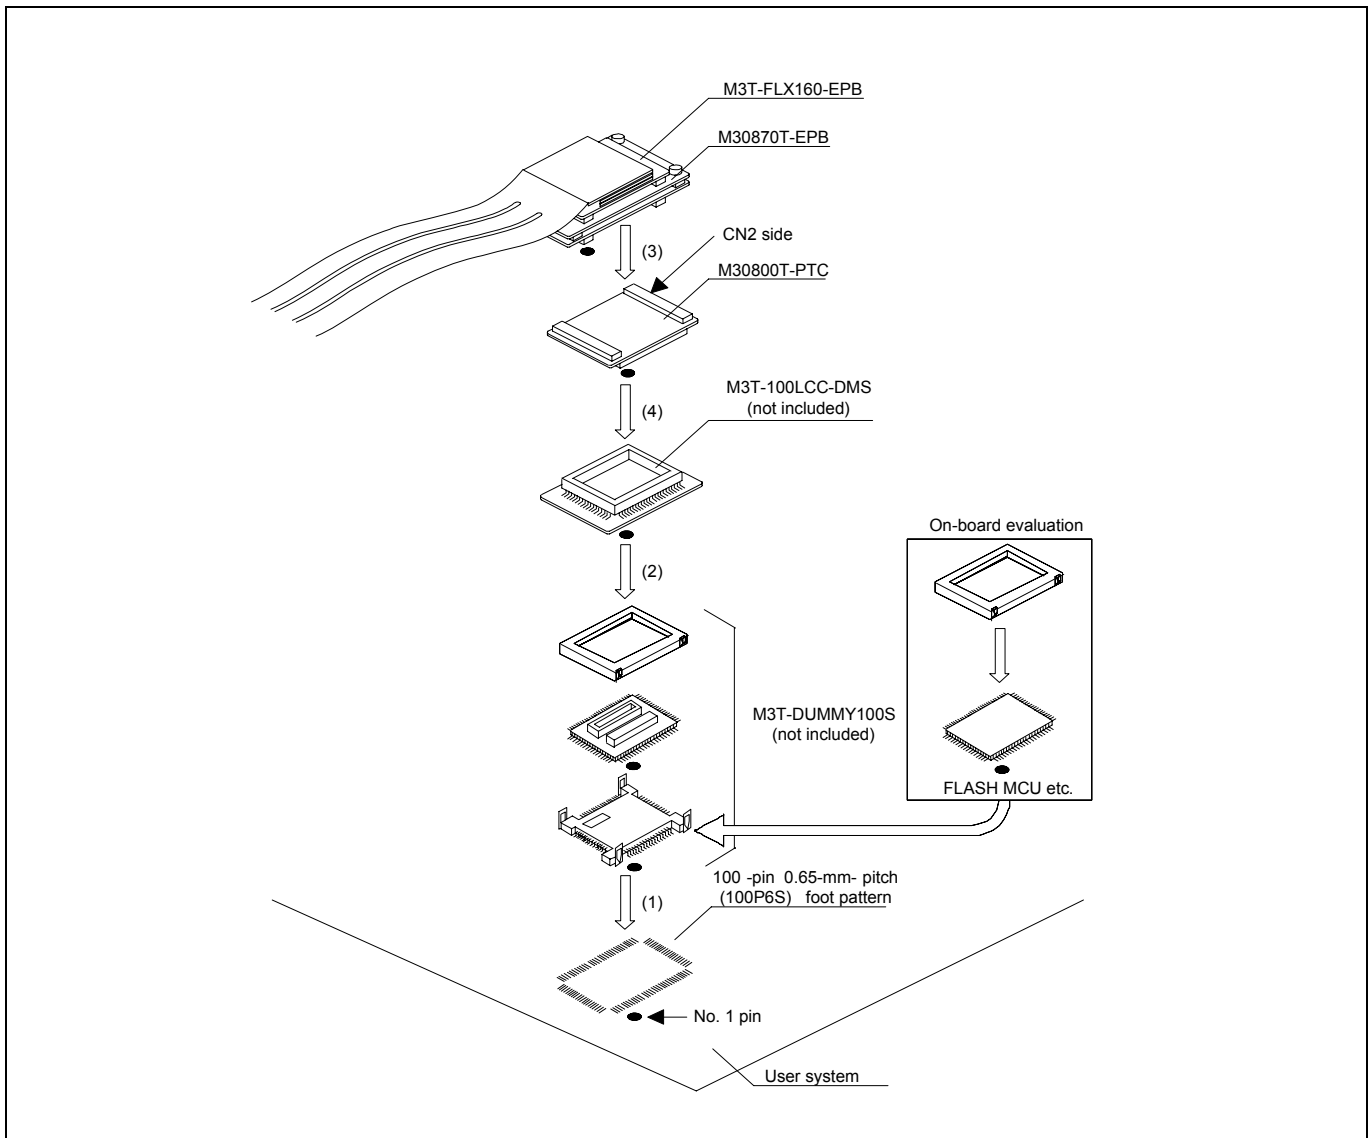 M3T-FLX160-EPB
M30870T-EPB
CN2 side
(3)
M30800T-PTC
M3T-100LCC-DMS
(not included)
(4)
On-board evaluation
(2)
M3T-DUMMY100S
(not included)
FLASH MCU etc.
100 -pin 0.65-mm- pitch
(100P6S) foot pattern
(1)
No. 1 pin
User system